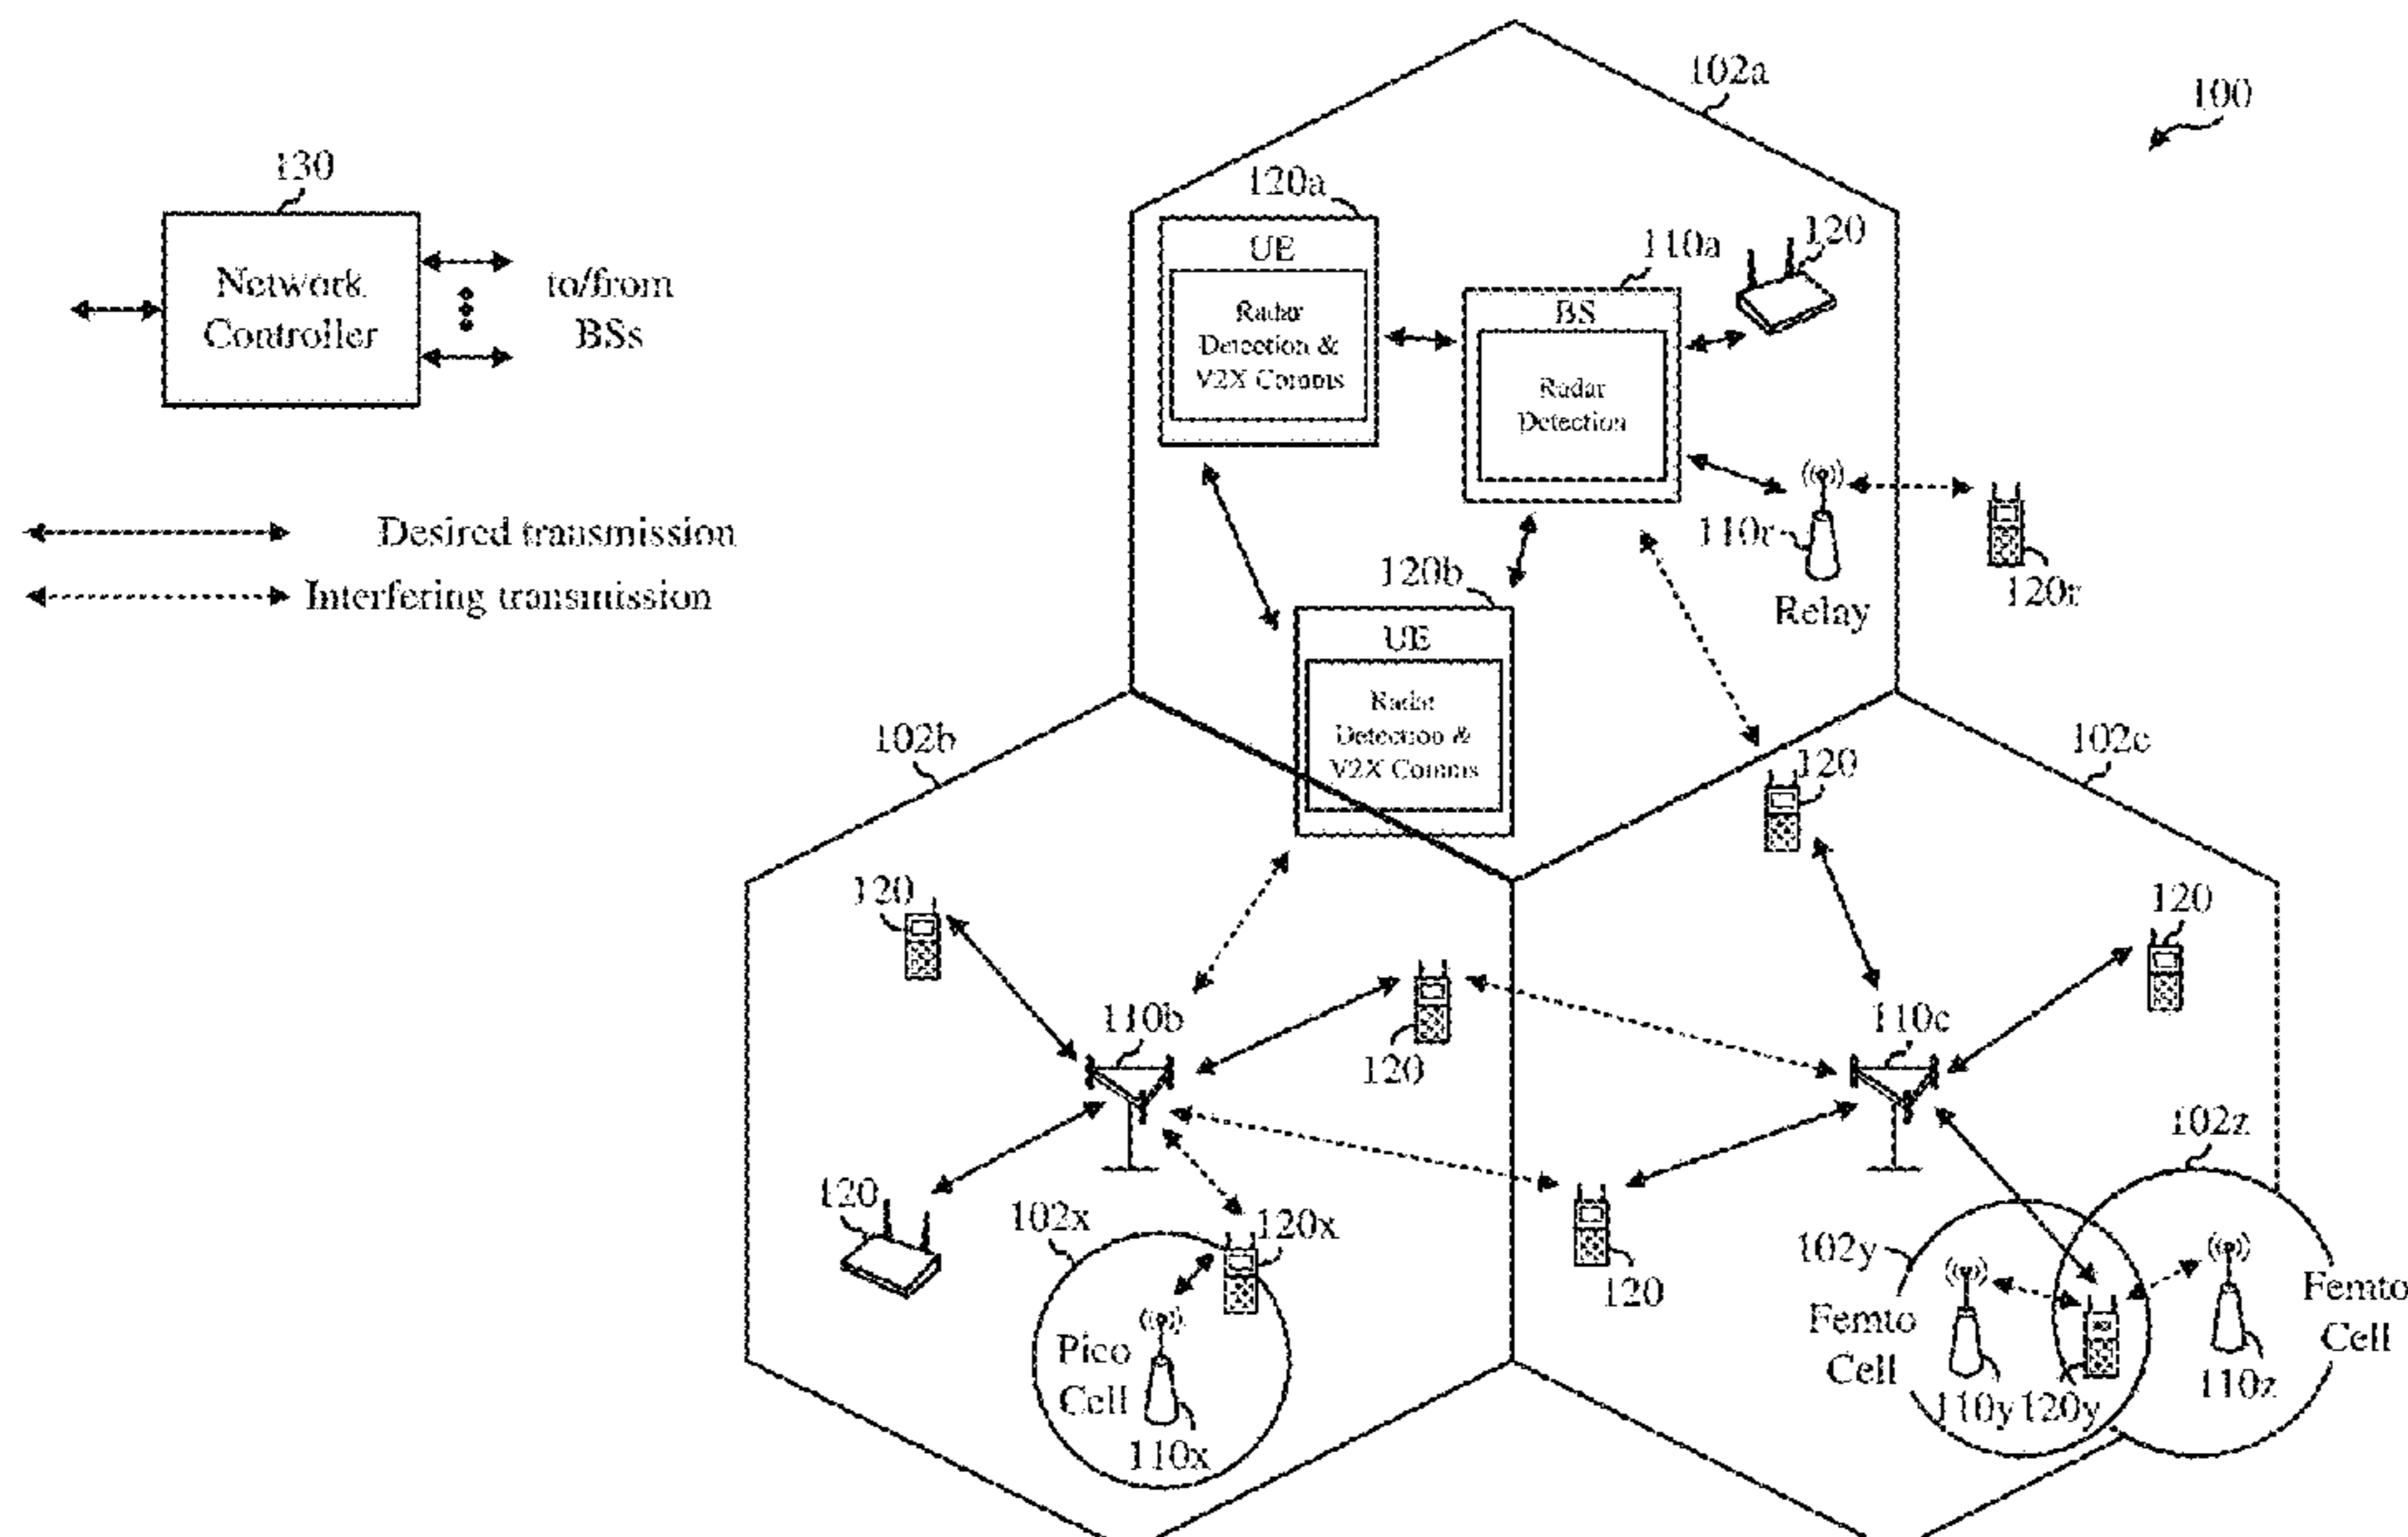 102a
100
130
120a
UE
110a
120
Network
Controller
to/from
BSs
Radar
Detection &
V2X Comms
BS
Radar
Detection
Desired transmission
Interfering transmission
110r
Relay
120r
120b
UE
Radar
Detection &
V2X Comms
102b
102c
120
120
120
110b
120
110c
120
102x
120x
Pico
Cell
110x
120
102z
102y
Femto
Cell
110y
120y
110z
Femto
Cell